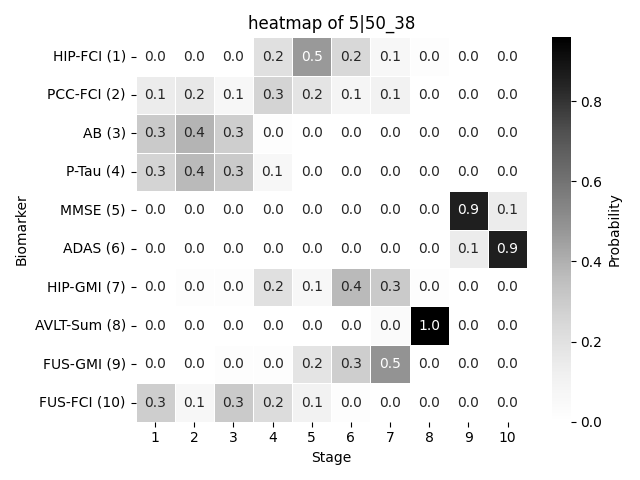 heatmap of 5|50_38
HIP-FCI (1) 0.0 0.0 0.0 0.2 0.5 0.2 0.1 0.0 0.0 0.0
PCC-FCI (2) 0.1 0.2 0.1 0.3 0.2 0.1 0.1 0.0 0.0 0.0
AB (3) 0.3 0.4 0.3 0.0 0.0 0.0 0.0 0.0 0.0 0.0
P-Tau (4) 0.3 0.4 0.3 0.1 0.0 0.0 0.0 0.0 0.0 0.0
MMSE (5) 0.0 0.0 0.0 0.0 0.0 0.0 0.0 0.0 0.9 0.1
ADAS (6) 0.0 0.0 0.0 0.0 0.0 0.0 0.0 0.0 0.1 0.9
HIP-GMI (7) 0.0 0.0 0.0 0.2 0.1 0.4 0.3 0.0 0.0 0.0
AVLT-Sum (8) 0.0 0.0 0.0 0.0 0.0 0.0 0.0 1.0 0.0 0.0
FUS-GMI (9) 0.0 0.0 0.0 0.0 0.2 0.3 0.5 0.0 0.0 0.0
FUS-FCI (10) 0.3 0.1 0.3 0.2 0.1 0.0 0.0 0.0 0.0 0.0
1 2 3 4 5 6 7 8 9 10
Stage
Biomarker
0.8
0.6
0.4
0.2
0.0
Probability